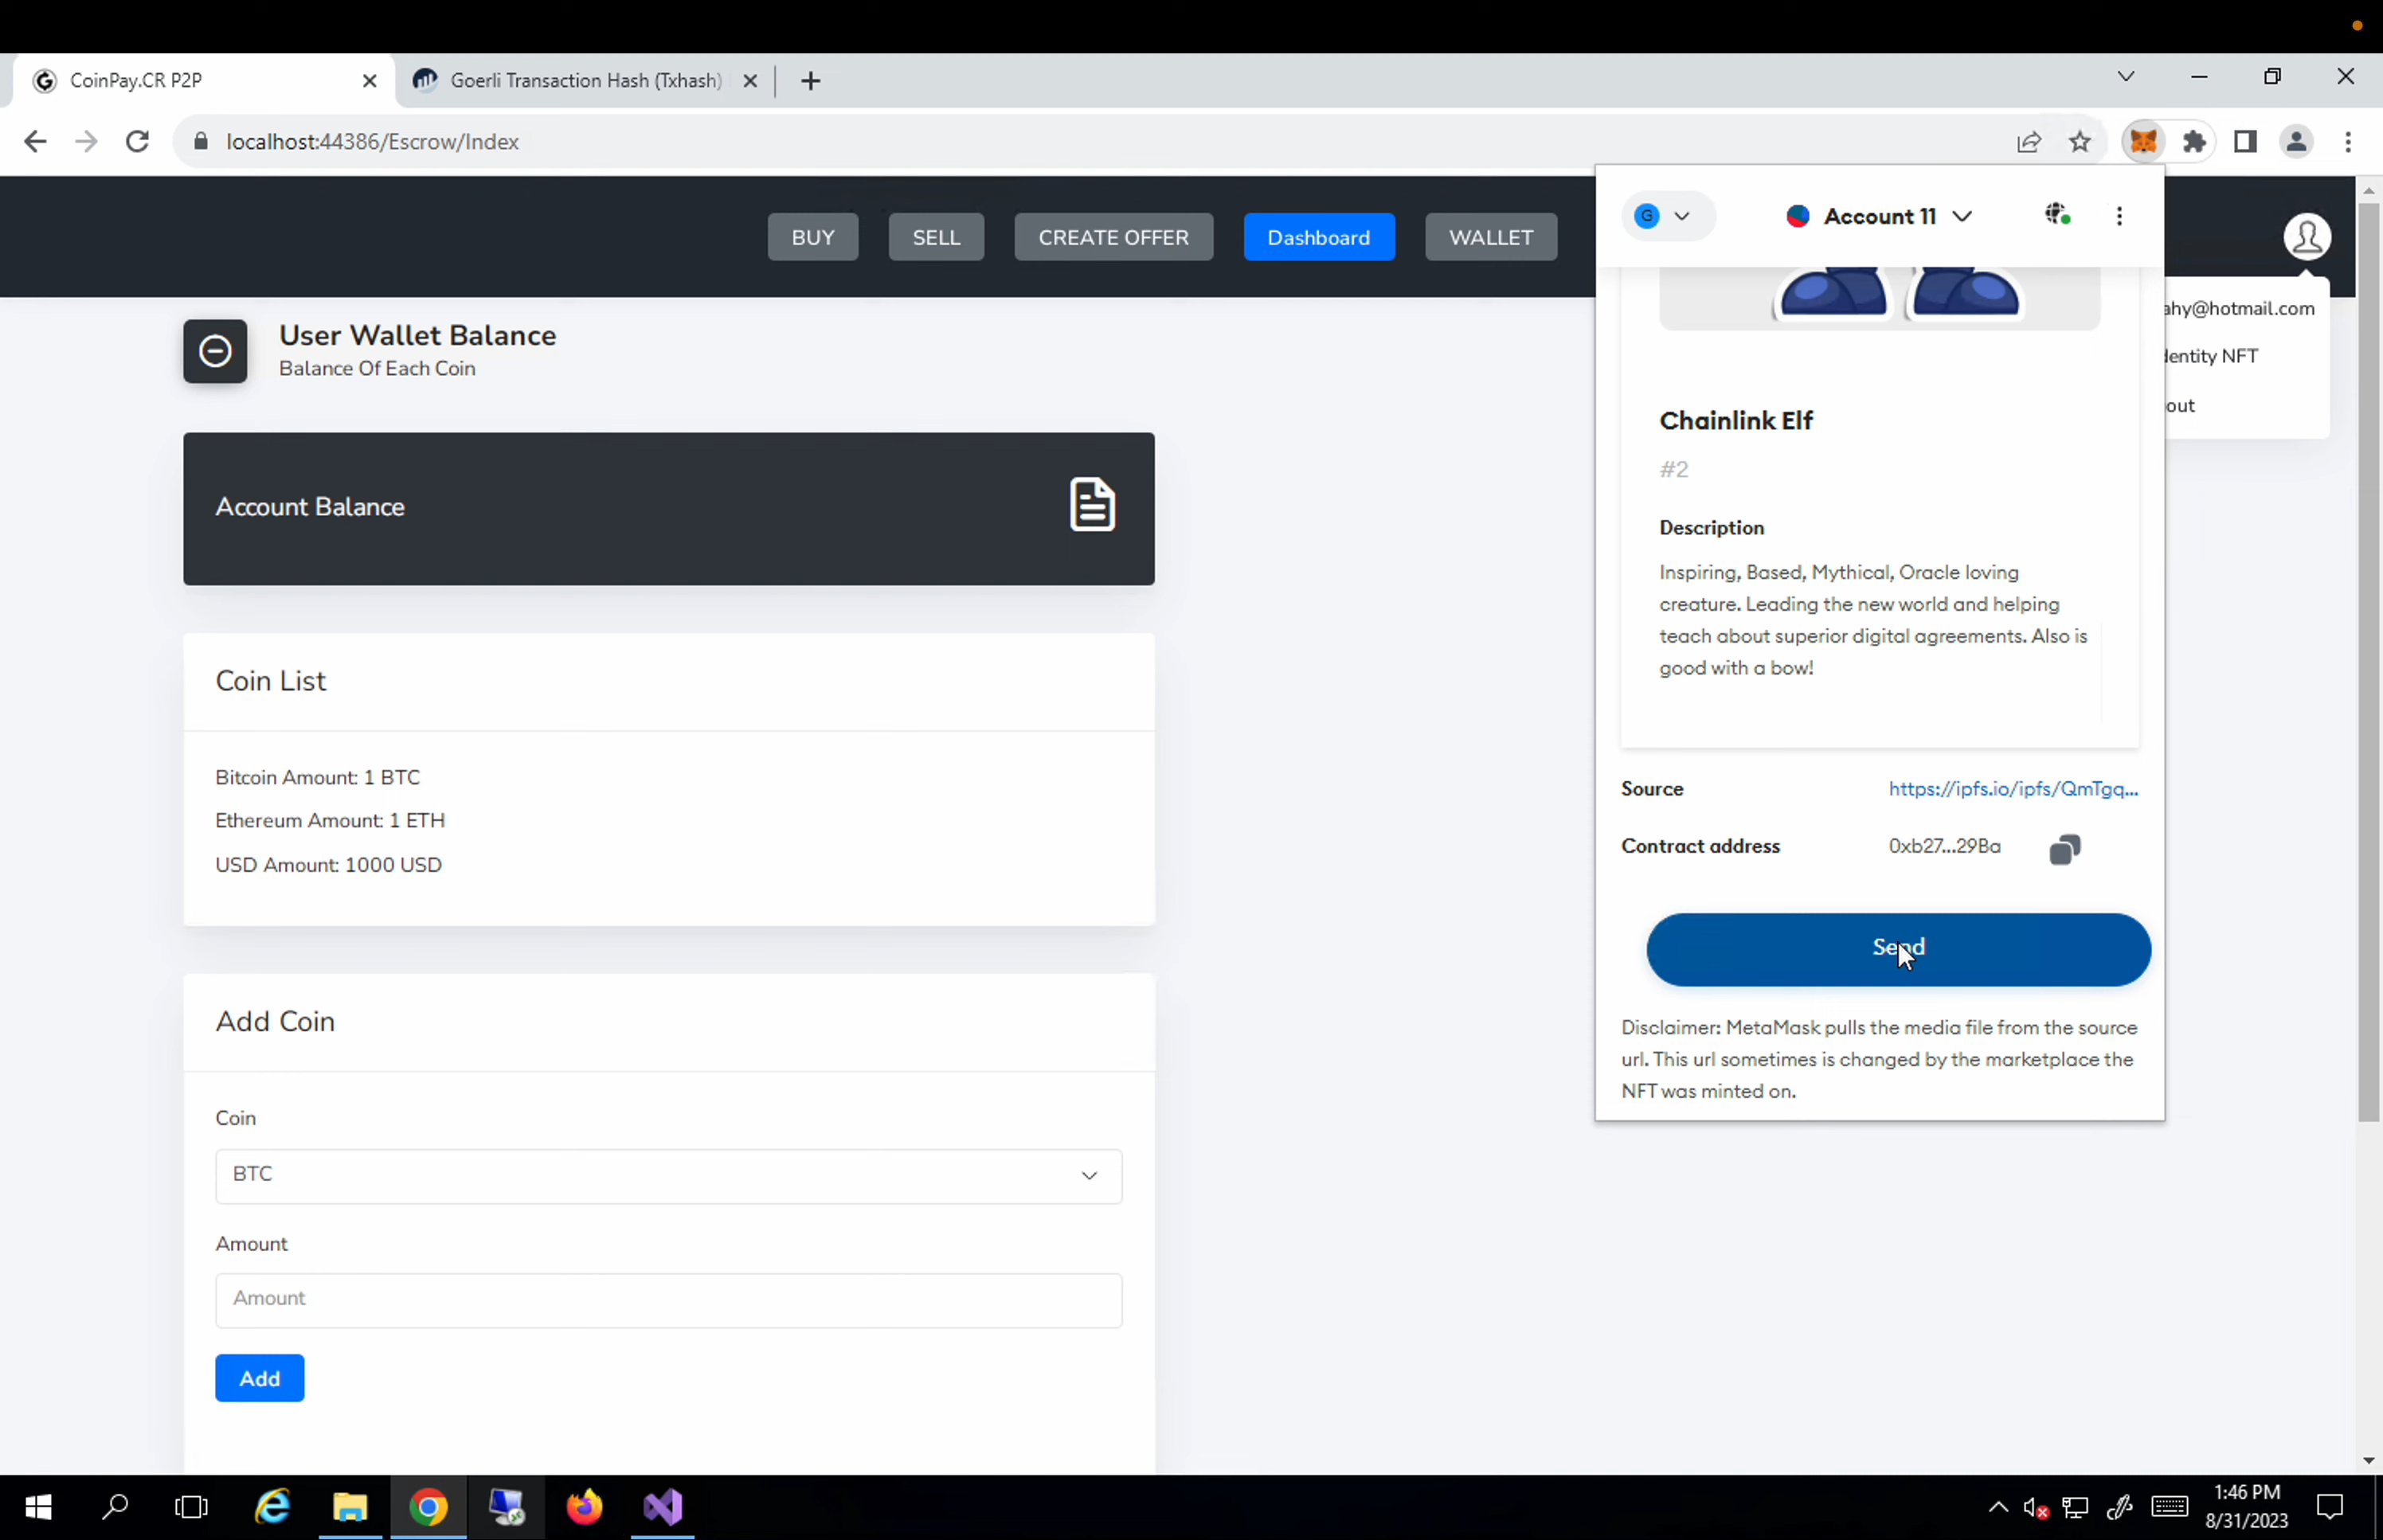 CoinPay.CR P2P
Goerli Transaction Hash (Txhash)
localhost:44386/Escrow/Index
BUY
SELL
CREATE OFFER
Dashboard
WALLET
G
Account 11
ahy@hotmail.com
dentity NFT
out
User Wallet Balance
Balance Of Each Coin
Account Balance
Coin List
Bitcoin Amount: 1 BTC
Ethereum Amount: 1 ETH
USD Amount: 1000 USD
Add Coin
Coin
BTC
Amount
Amount
Add
Chainlink Elf
#2
Description
Inspiring, Based, Mythical, Oracle loving
creature. Leading the new world and helping
teach about superior digital agreements. Also is
good with a bow!
Source https://ipfs.io/ipfs/QmTgq...
Contract address 0xb27...29Ba
Send
Disclaimer: MetaMask pulls the media file from the source
url. This url sometimes is changed by the marketplace the
NFT was minted on.
1:46 PM
8/31/2023